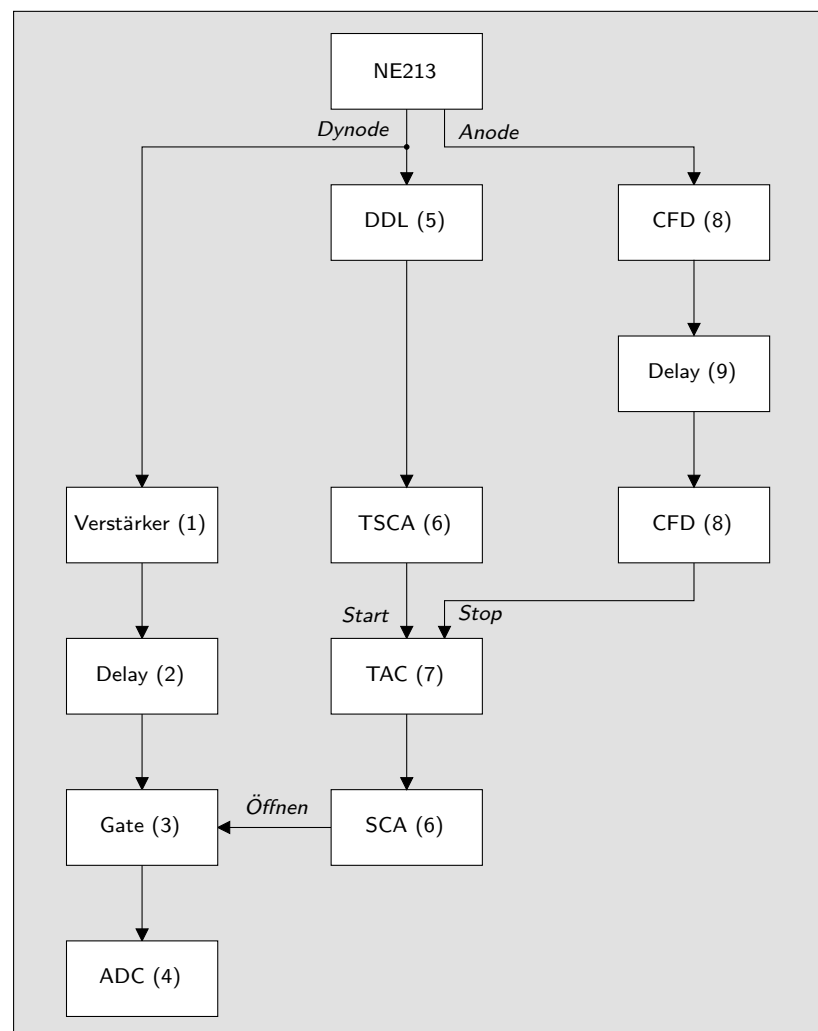 NE213
Dynode
Anode
DDL (5)
CFD (8)
Delay (9)
Verstärker (1)
TSCA (6)
CFD (8)
Start
Stop
Delay (2)
TAC (7)
Öffnen
Gate (3)
SCA (6)
ADC (4)